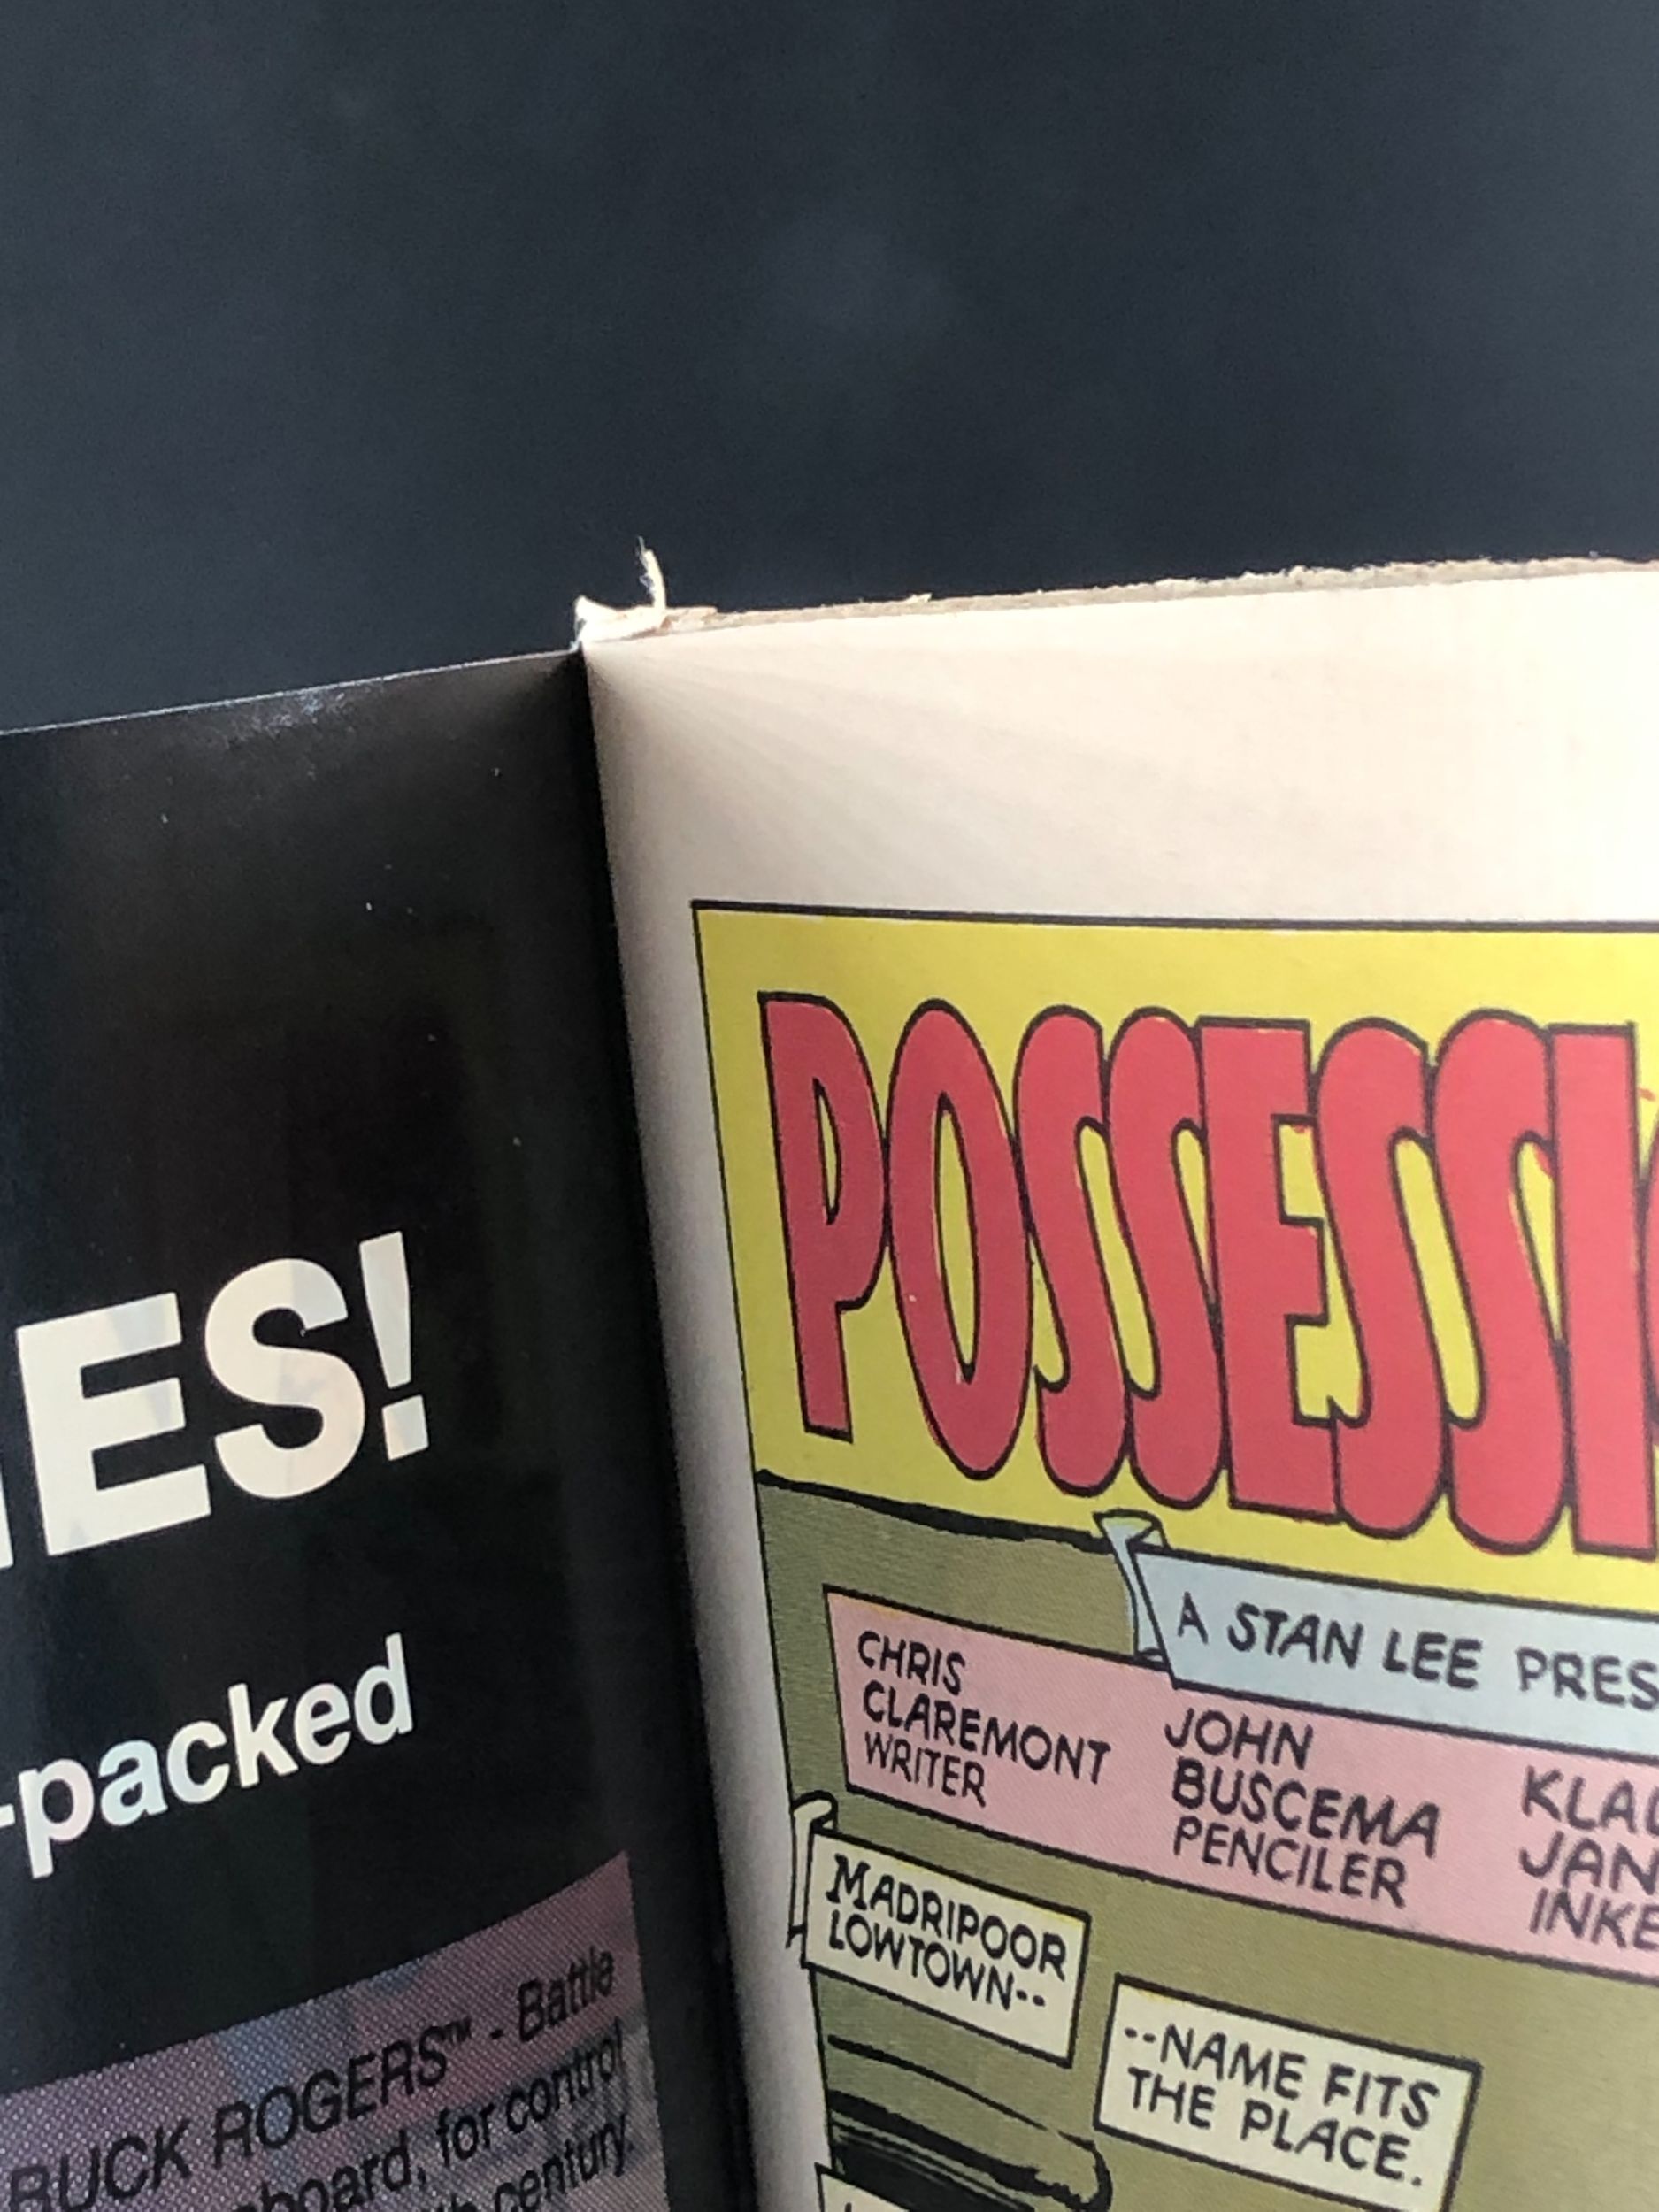 ES!
-packed
BUCK ROGERS™ - Battle
board, for control
century.
POSSESSI
A STAN LEE PRES
CHRIS
CLAREMONT
WRITER
JOHN
BUSCEMA
PENCILER
KLAU
JAN
INKE
MADRIPOOR
LOWTOWN--
--NAME FITS
THE PLACE.